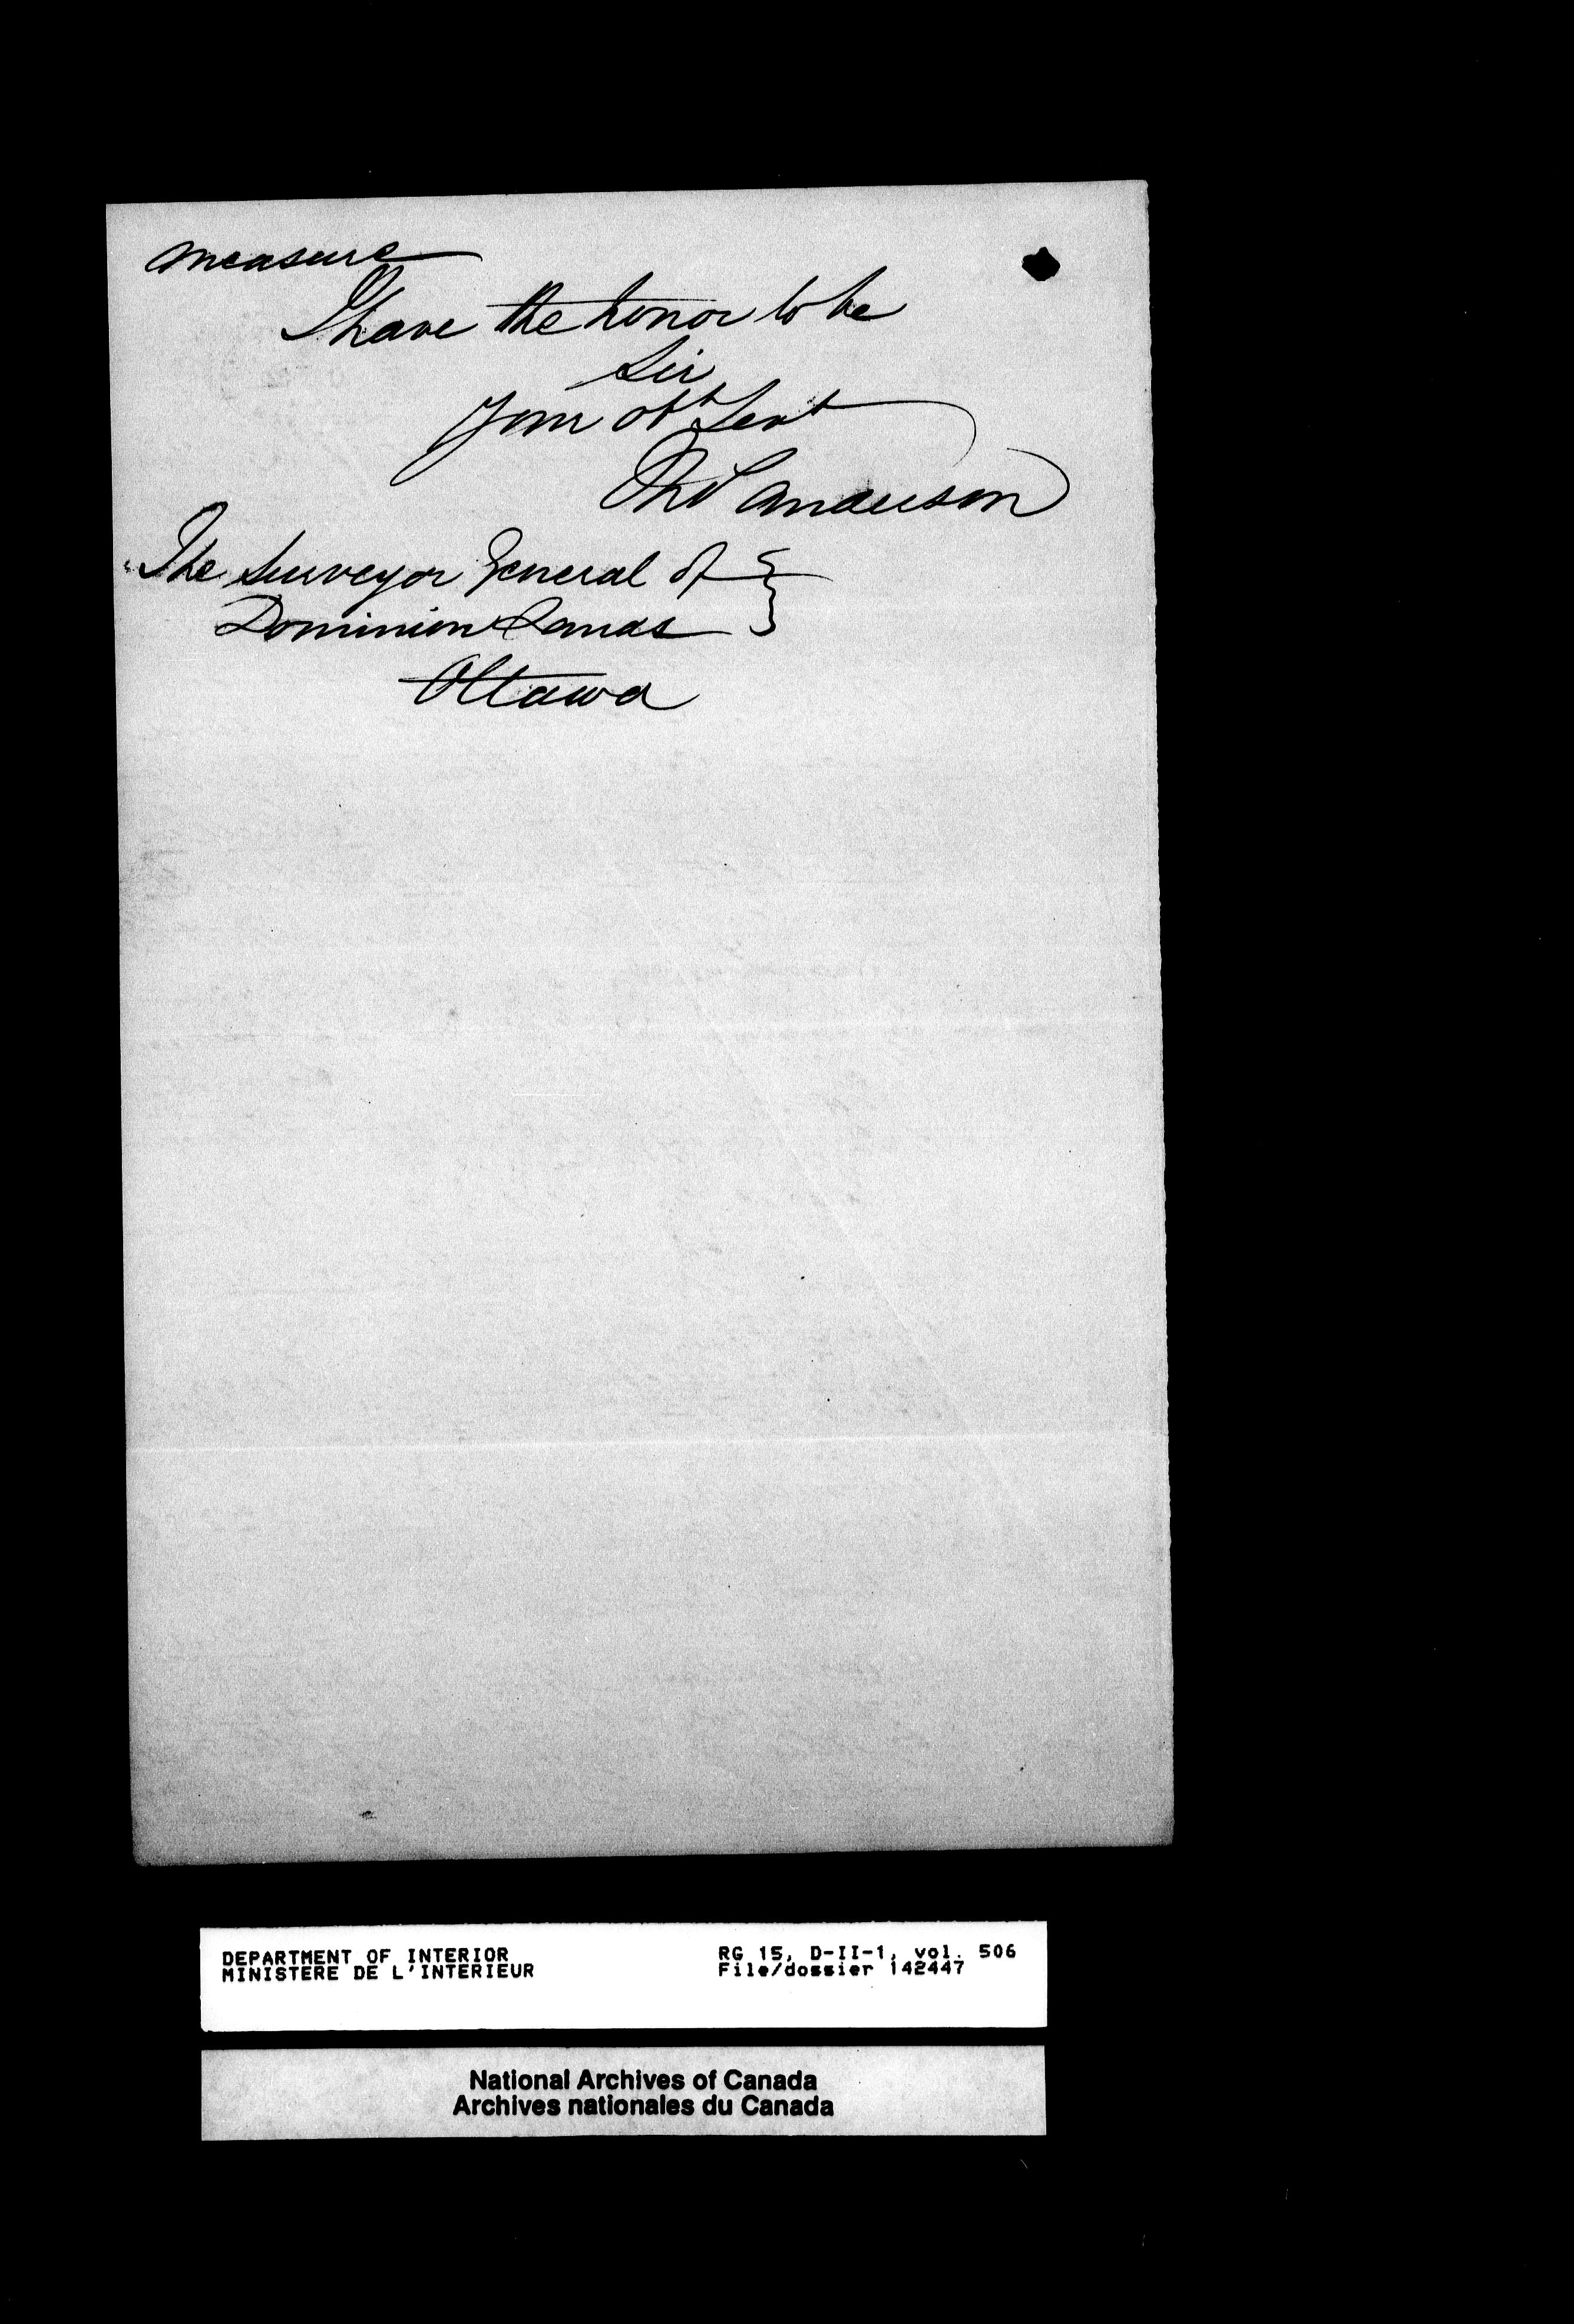 measure
I have the honor to be
Sir
Your obt Servt
Anderson
The Surveyor General of
Dominion Lands
Ottawa
DEPARTMENT OF INTERIOR
MINISTERE DE L'INTERIEUR
RG 15, D-II-1, vol. 506
File/dossier 142447
National Archives of Canada
Archives nationales du Canada